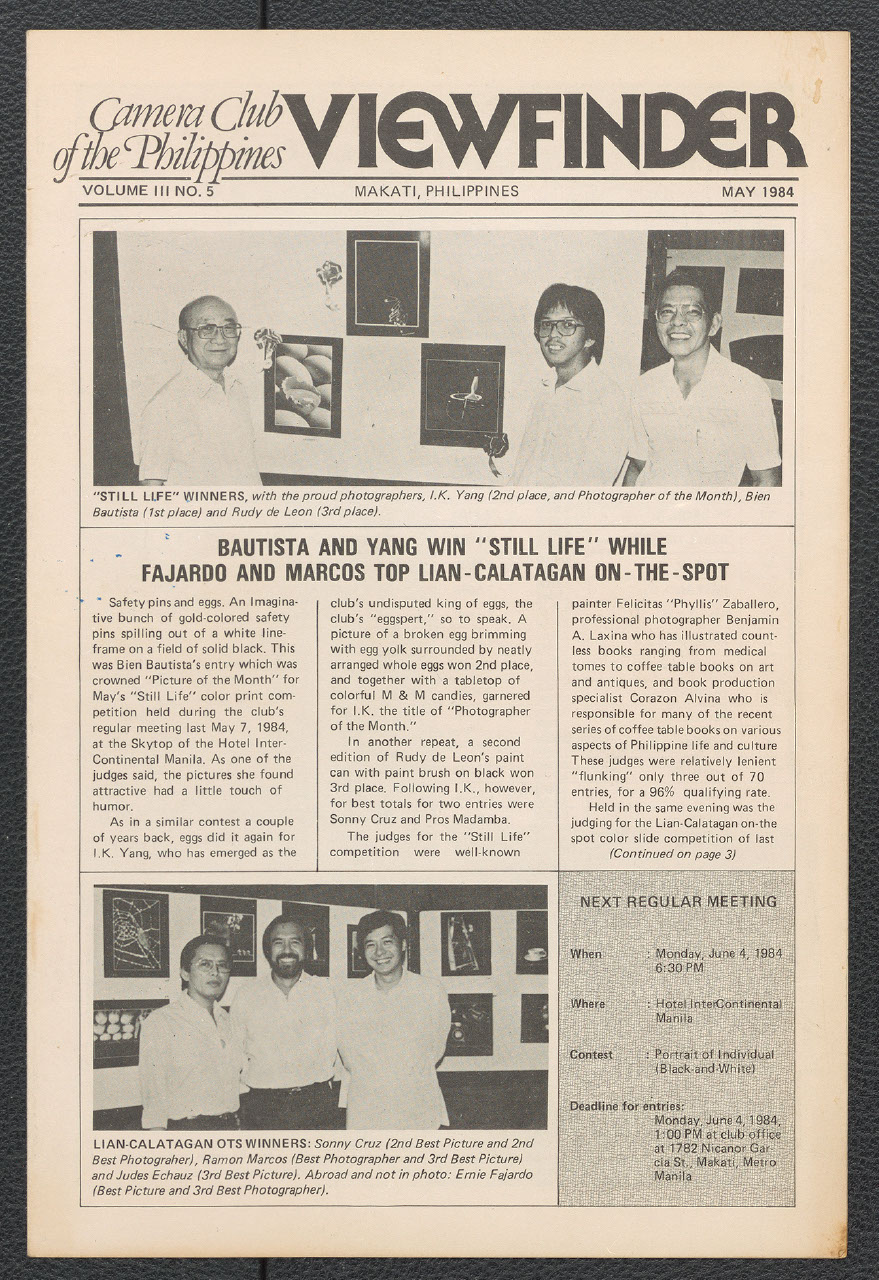 Camera Club
of the Philippines
VIEWFINDER
VOLUME III NO. 5
MAKATI, PHILIPPINES
MAY 1984
"STILL LIFE" WINNERS, with the proud photographers, I.K. Yang (2nd place, and Photographer of the Month), Bien
Bautista (1st place) and Rudy de Leon (3rd place).
BAUTISTA AND YANG WIN "STILL LIFE" WHILE
FAJARDO AND MARCOS TOP LIAN-CALATAGAN ON-THE-SPOT
Safety pins and eggs. An Imagina-
tive bunch of gold-colored safety
pins spilling out of a white line-
frame on a field of solid black. This
was Bien Bautista's entry which was
crowned "Picture of the Month" for
May's "Still Life" color print com-
petition held during the club's
regular meeting last May 7, 1984,
at the Skytop of the Hotel Inter-
Continental Manila. As one of the
judges said, the pictures she found
attractive had a little touch of
humor.
As in a similar contest a couple
of years back, eggs did it again for
I.K. Yang, who has emerged as the
club's undisputed king of eggs, the
club's "eggspert," so to speak. A
picture of a broken egg brimming
with egg yolk surrounded by neatly
arranged whole eggs won 2nd place,
and together with a tabletop of
colorful M & M candies, garnered
for I.K. the title of "Photographer
of the Month."
In another repeat, a second
edition of Rudy de Leon's paint
can with paint brush on black won
3rd place. Following I.K., however,
for best totals for two entries were
Sonny Cruz and Pros Madamba.
The judges for the "Still Life"
competition were well-known
painter Felicitas "Phyllis" Zaballero,
professional photographer Benjamin
A. Laxina who has illustrated count-
less books ranging from medical
tomes to coffee table books on art
and antiques, and book production
specialist Corazon Alvina who is
responsible for many of the recent
series of coffee table books on various
aspects of Philippine life and culture
These judges were relatively lenient
"flunking" only three out of 70
entries, for a 96% qualifying rate.
Held in the same evening was the
judging for the Lian-Calatagan on-the
spot color slide competition of last
(Continued on page 3)
LIAN-CALATAGAN OTS WINNERS: Sonny Cruz (2nd Best Picture and 2nd
Best Photograher), Ramon Marcos (Best Photographer and 3rd Best Picture)
and Judes Echauz (3rd Best Picture). Abroad and not in photo: Ernie Fajardo
(Best Picture and 3rd Best Photographer).
NEXT REGULAR MEETING
When : Monday, June 4, 1984
6:30 PM
Where : Hotel InterContinental
Manila
Contest : Portrait of Individual
(Black-and-White)
Deadline for entries:
Monday, June 4, 1984,
1:00 PM at club office
at 1782 Nicanor Gar-
cia St., Makati, Metro
Manila